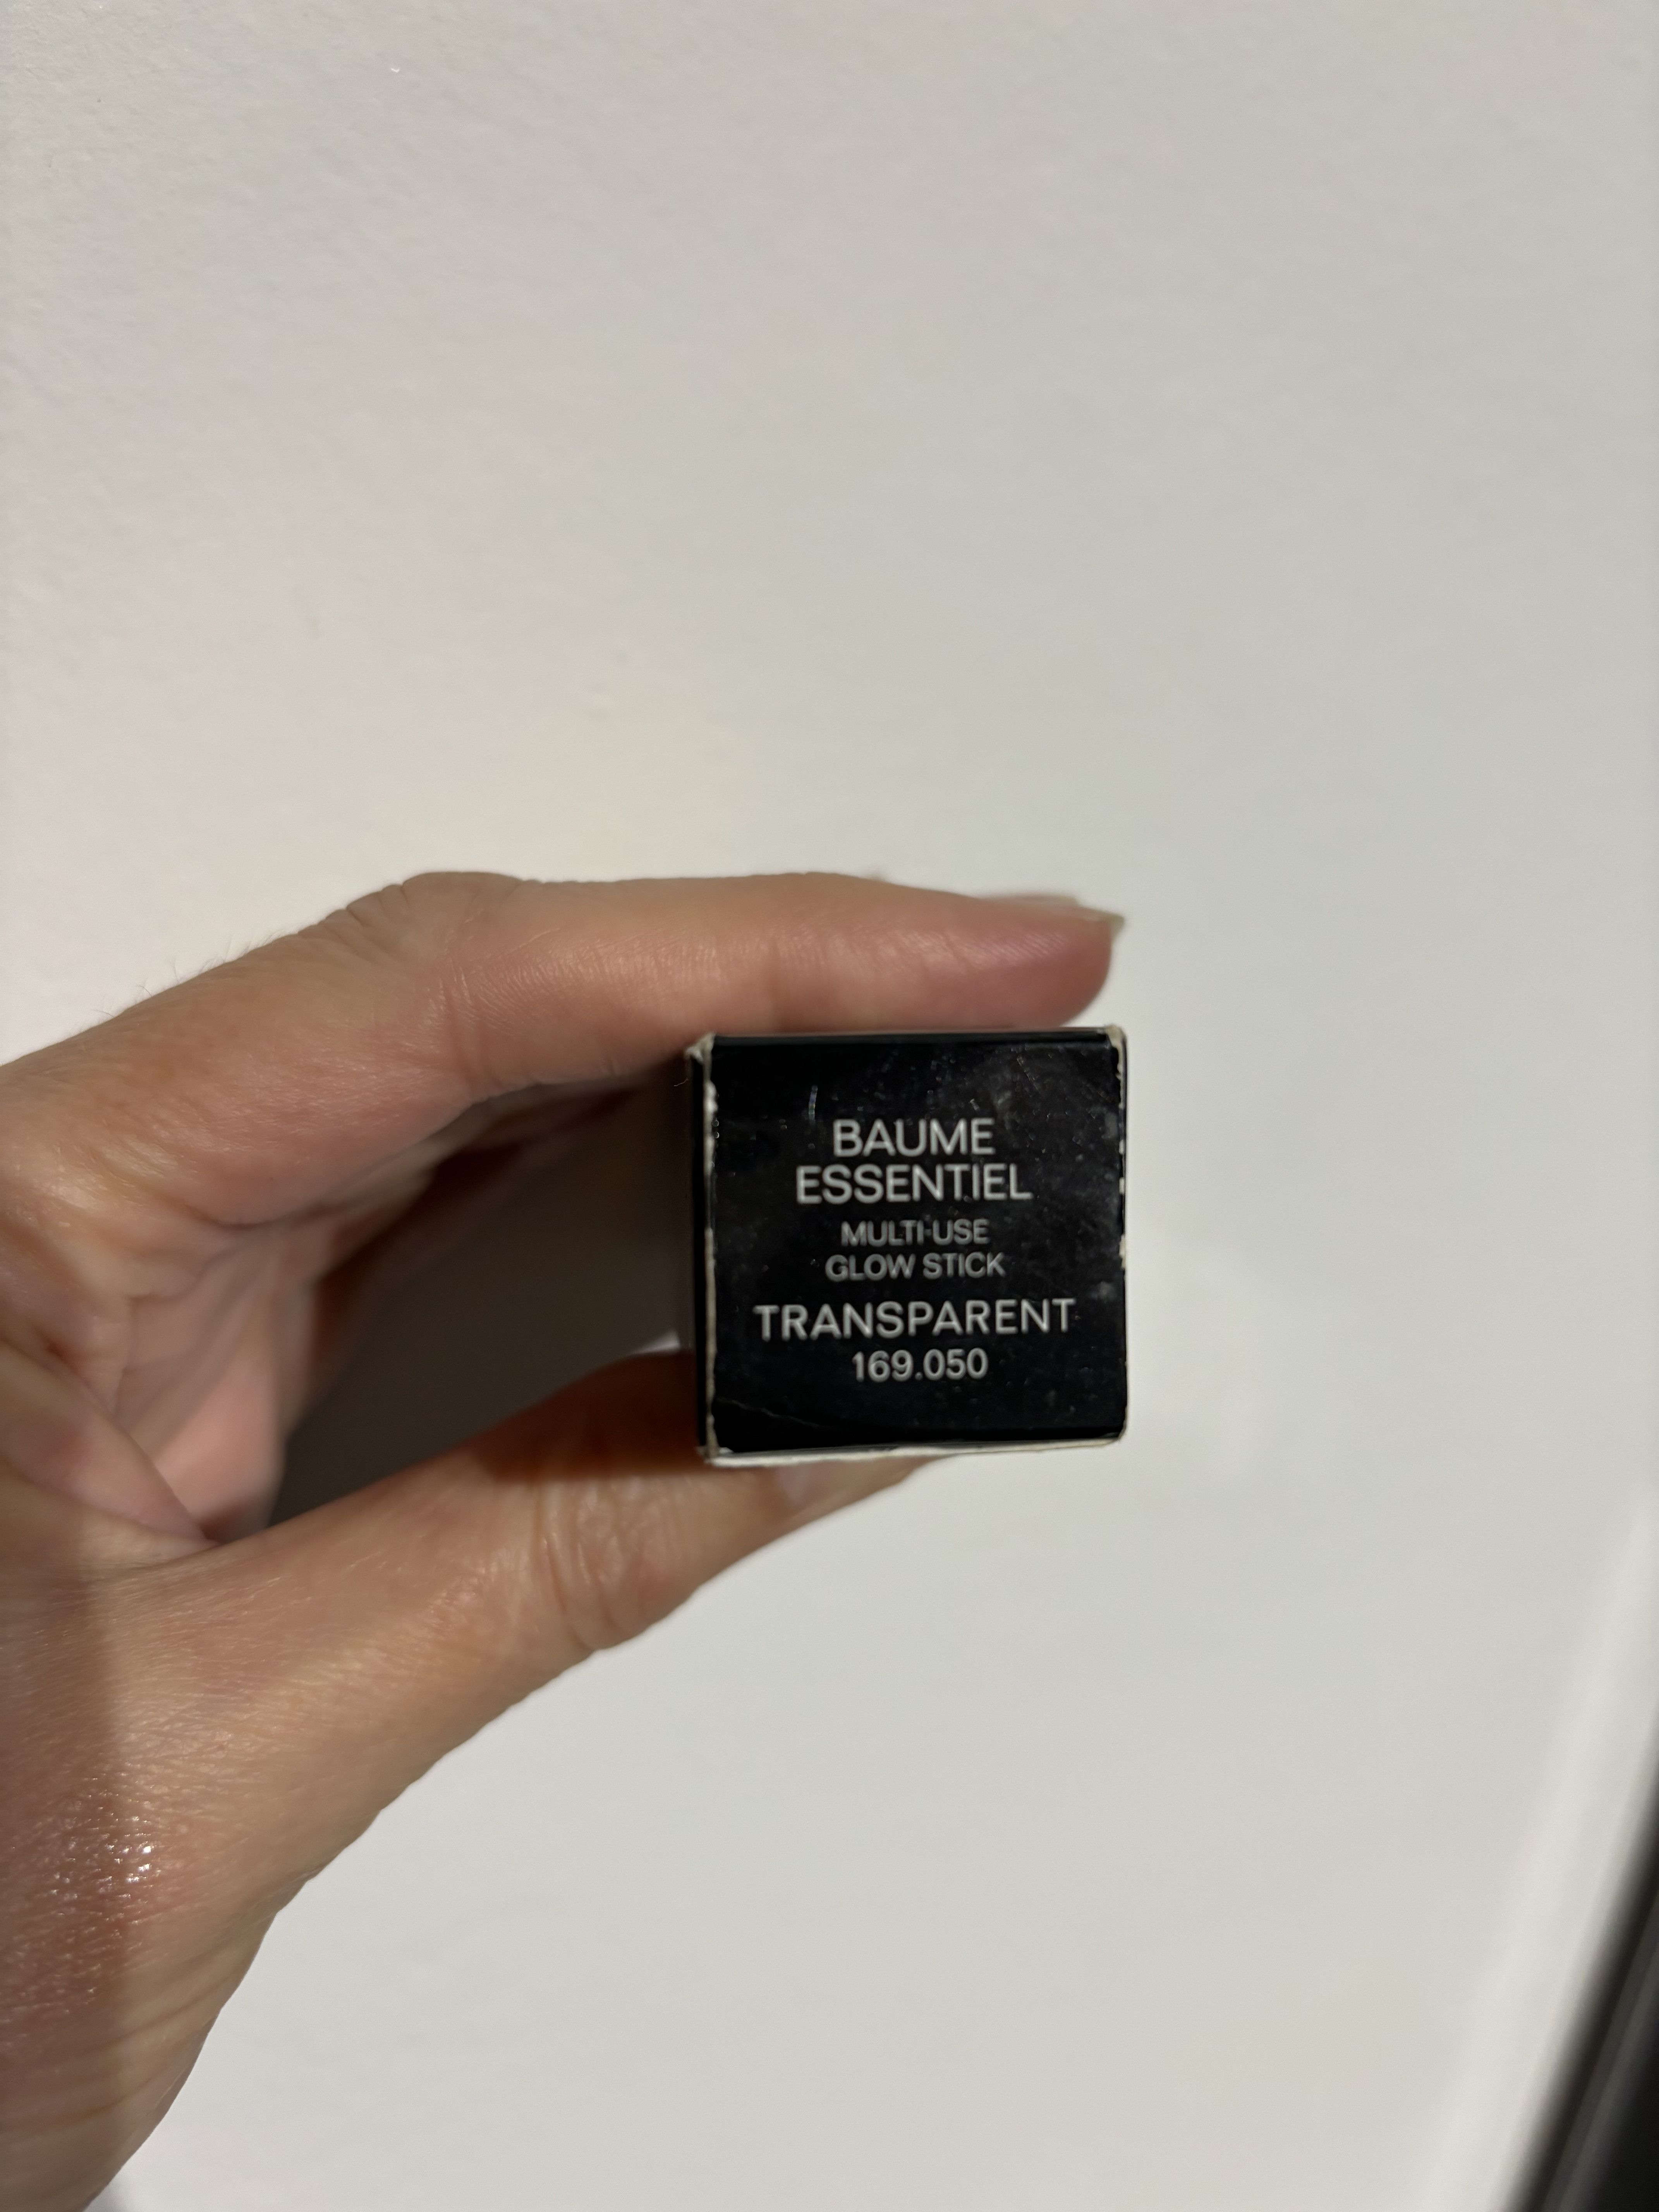 BAUME
ESSENTIEL
MULTI-USE
GLOW STICK
TRANSPARENT
169.050